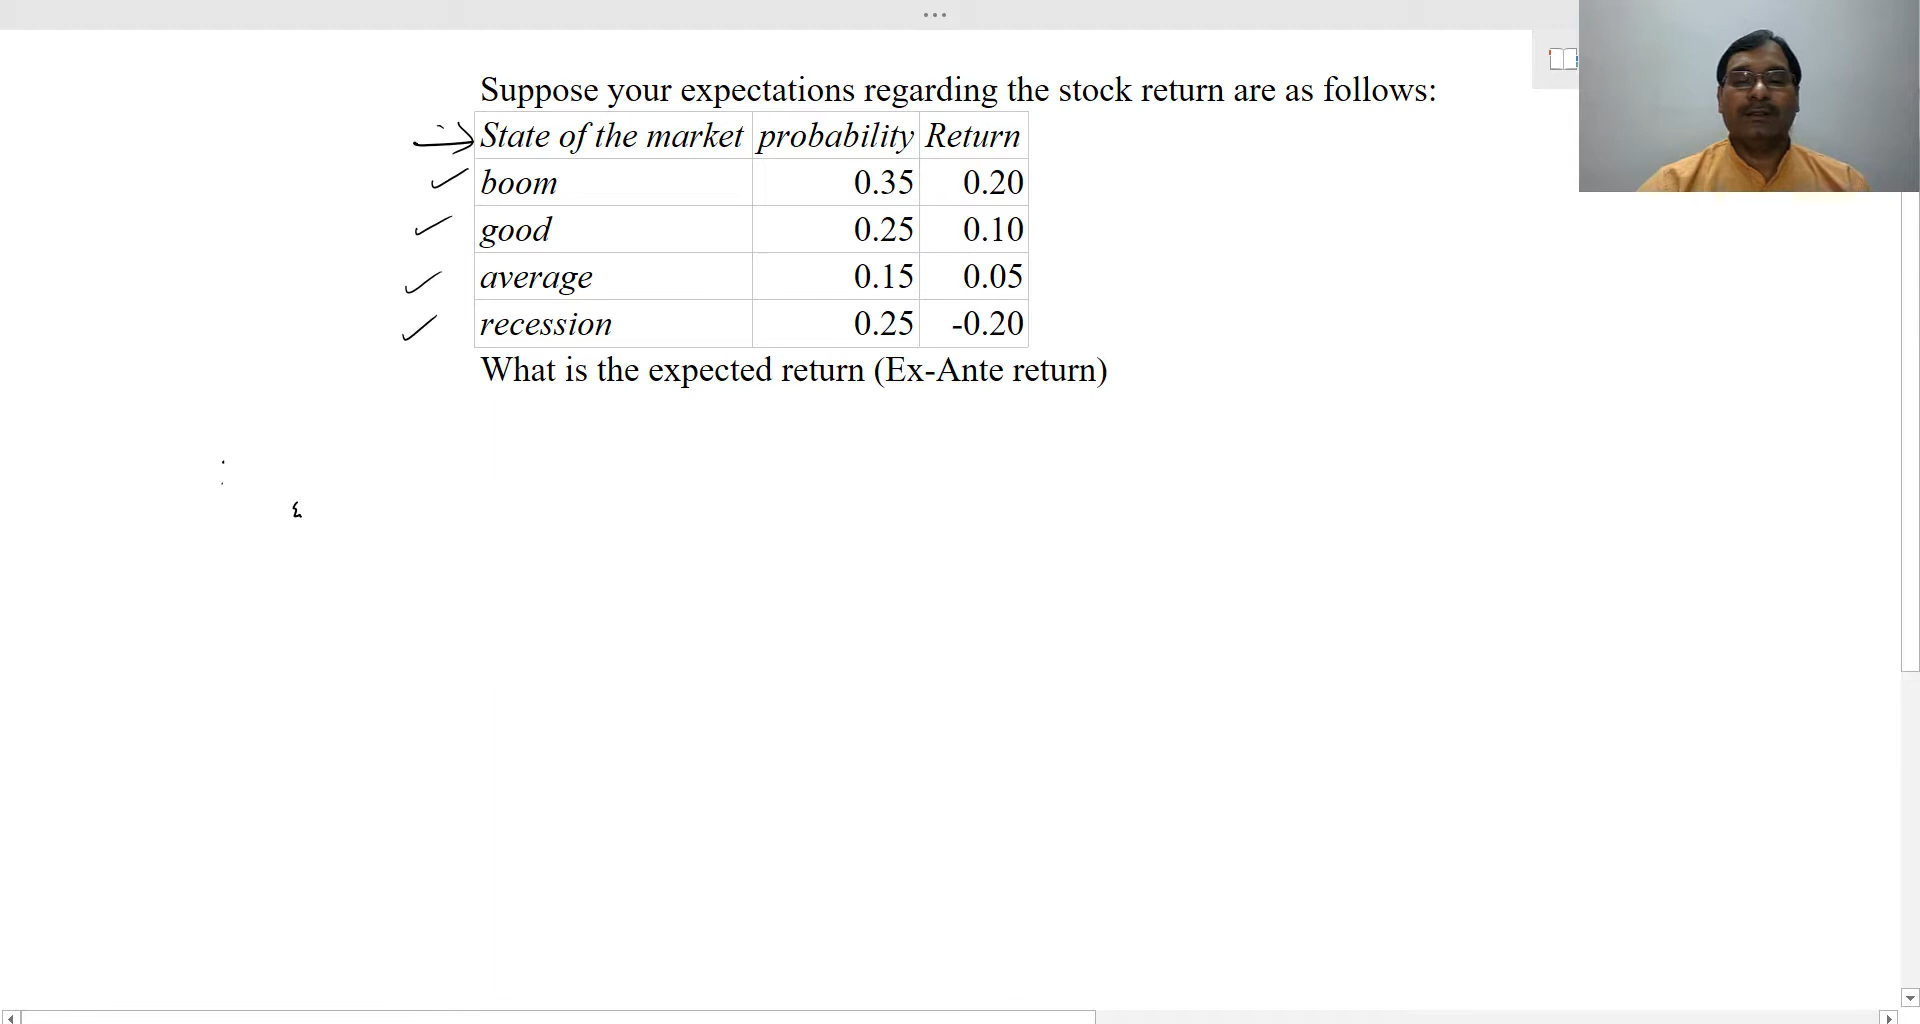 Suppose your expectations regarding the stock return are as follows:
State of the market probability Return
boom 0.35 0.20
good 0.25 0.10
average 0.15 0.05
recession 0.25 -0.20
What is the expected return (Ex-Ante return)